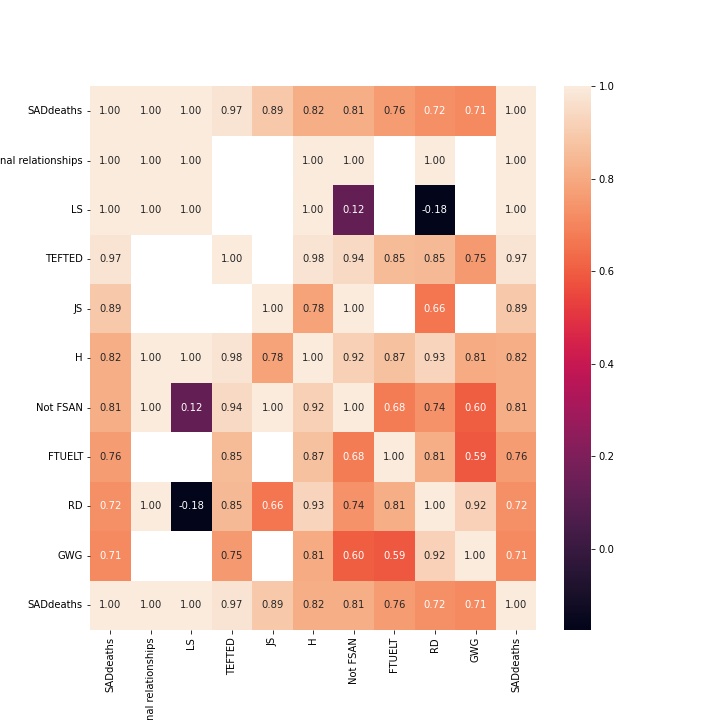 1.0
SADdeaths 1.00 1.00 1.00 0.97 0.89 0.82 0.81 0.76 0.72 0.71 1.00
nal relationships 1.00 1.00 1.00 1.00 1.00 1.00 1.00
0.8
LS 1.00 1.00 1.00 1.00 0.12 -0.18 1.00
TEFTED 0.97 1.00 0.98 0.94 0.85 0.85 0.75 0.97
0.6
JS 0.89 1.00 0.78 1.00 0.66 0.89
H 0.82 1.00 1.00 0.98 0.78 1.00 0.92 0.87 0.93 0.81 0.82
0.4
Not FSAN 0.81 1.00 0.12 0.94 1.00 0.92 1.00 0.68 0.74 0.60 0.81
FTUELT 0.76 0.85 0.87 0.68 1.00 0.81 0.59 0.76
0.2
RD 0.72 1.00 -0.18 0.85 0.66 0.93 0.74 0.81 1.00 0.92 0.72
0.0
GWG 0.71 0.75 0.81 0.60 0.59 0.92 1.00 0.71
SADdeaths 1.00 1.00 1.00 0.97 0.89 0.82 0.81 0.76 0.72 0.71 1.00
SADdeaths
nal relationships
LS
TEFTED
JS
H
Not FSAN
FTUELT
RD
GWG
SADdeaths